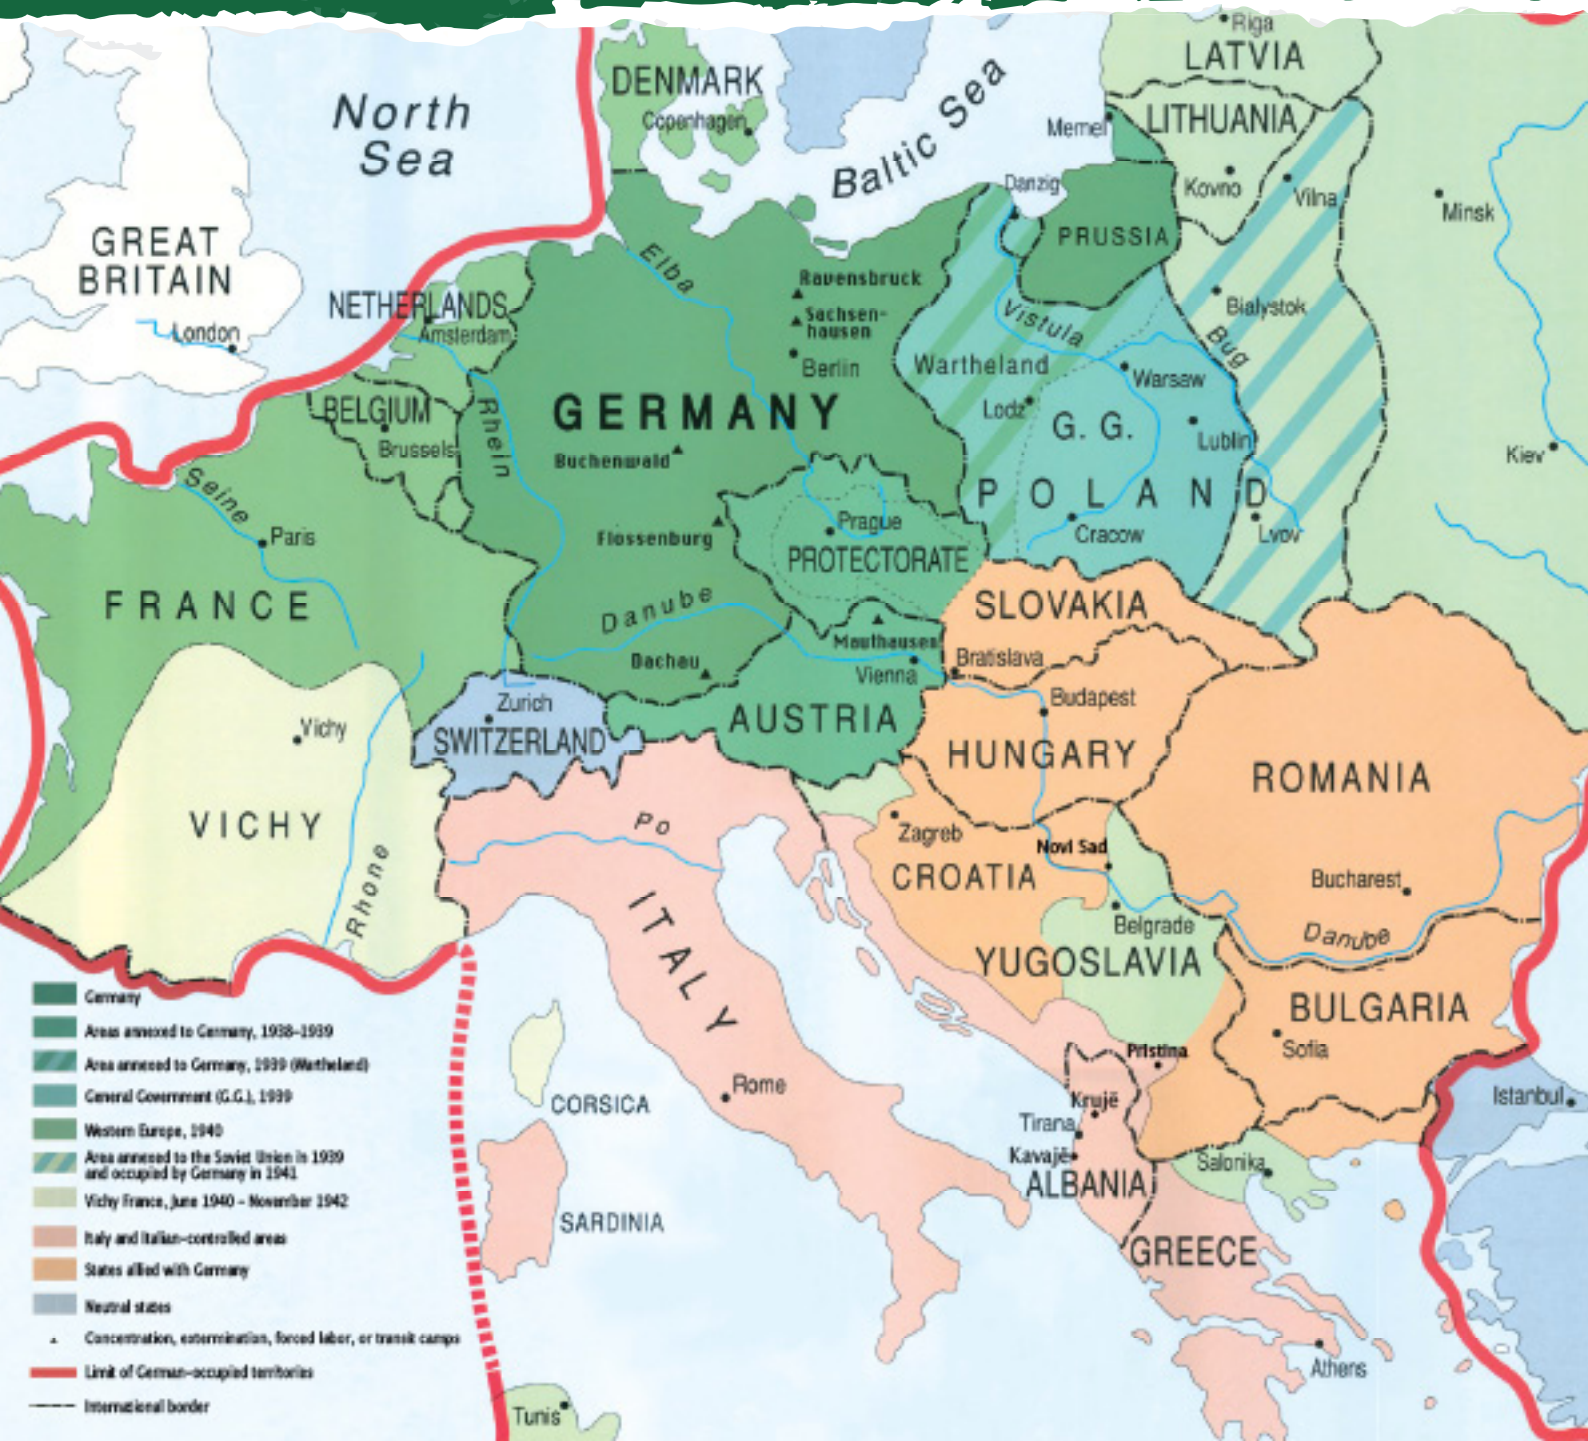 Riga
LATVIA
DENMARK
Copenhagen
North
Sea
Baltic Sea
Memel
LITHUANIA
Kovno
Vilna
Minsk
Danzig
PRUSSIA
GREAT
BRITAIN
London
NETHERLANDS
Amsterdam
Elba
Ravensbruck
Sachsen-
hausen
Berlin
Vistula
Bialystok
Bug
Wartheland
Warsaw
Lodz
G. G.
Lublin
BELGIUM
Brussels
Rhein
GERMANY
Buchenwald
Kiev
POLAND
Seine
Paris
Flossenburg
Prague
PROTECTORATE
Cracow
Lvov
FRANCE
Danube
SLOVAKIA
Mauthausen
Dachau
Vienna
Bratislava
Zurich
SWITZERLAND
AUSTRIA
Budapest
HUNGARY
ROMANIA
Vichy
VICHY
Rhone
Po
Zagreb
Novi Sad
CROATIA
Bucharest
ITALY
Belgrade
Danube
YUGOSLAVIA
BULGARIA
Sofia
Pristina
CORSICA
Rome
Krujë
Tirana
Kavajë
ALBANIA
Salonika
Istanbul
SARDINIA
GREECE
Athens
Tunis
Germany
Areas annexed to Germany, 1938–1939
Area annexed to Germany, 1939 (Wartheland)
General Government (G.G.), 1939
Western Europe, 1940
Area annexed to the Soviet Union in 1939
and occupied by Germany in 1941
Vichy France, June 1940 – November 1942
Italy and Italian–controlled areas
States allied with Germany
Neutral states
Concentration, extermination, forced labor, or transit camps
Limit of German–occupied territories
International border